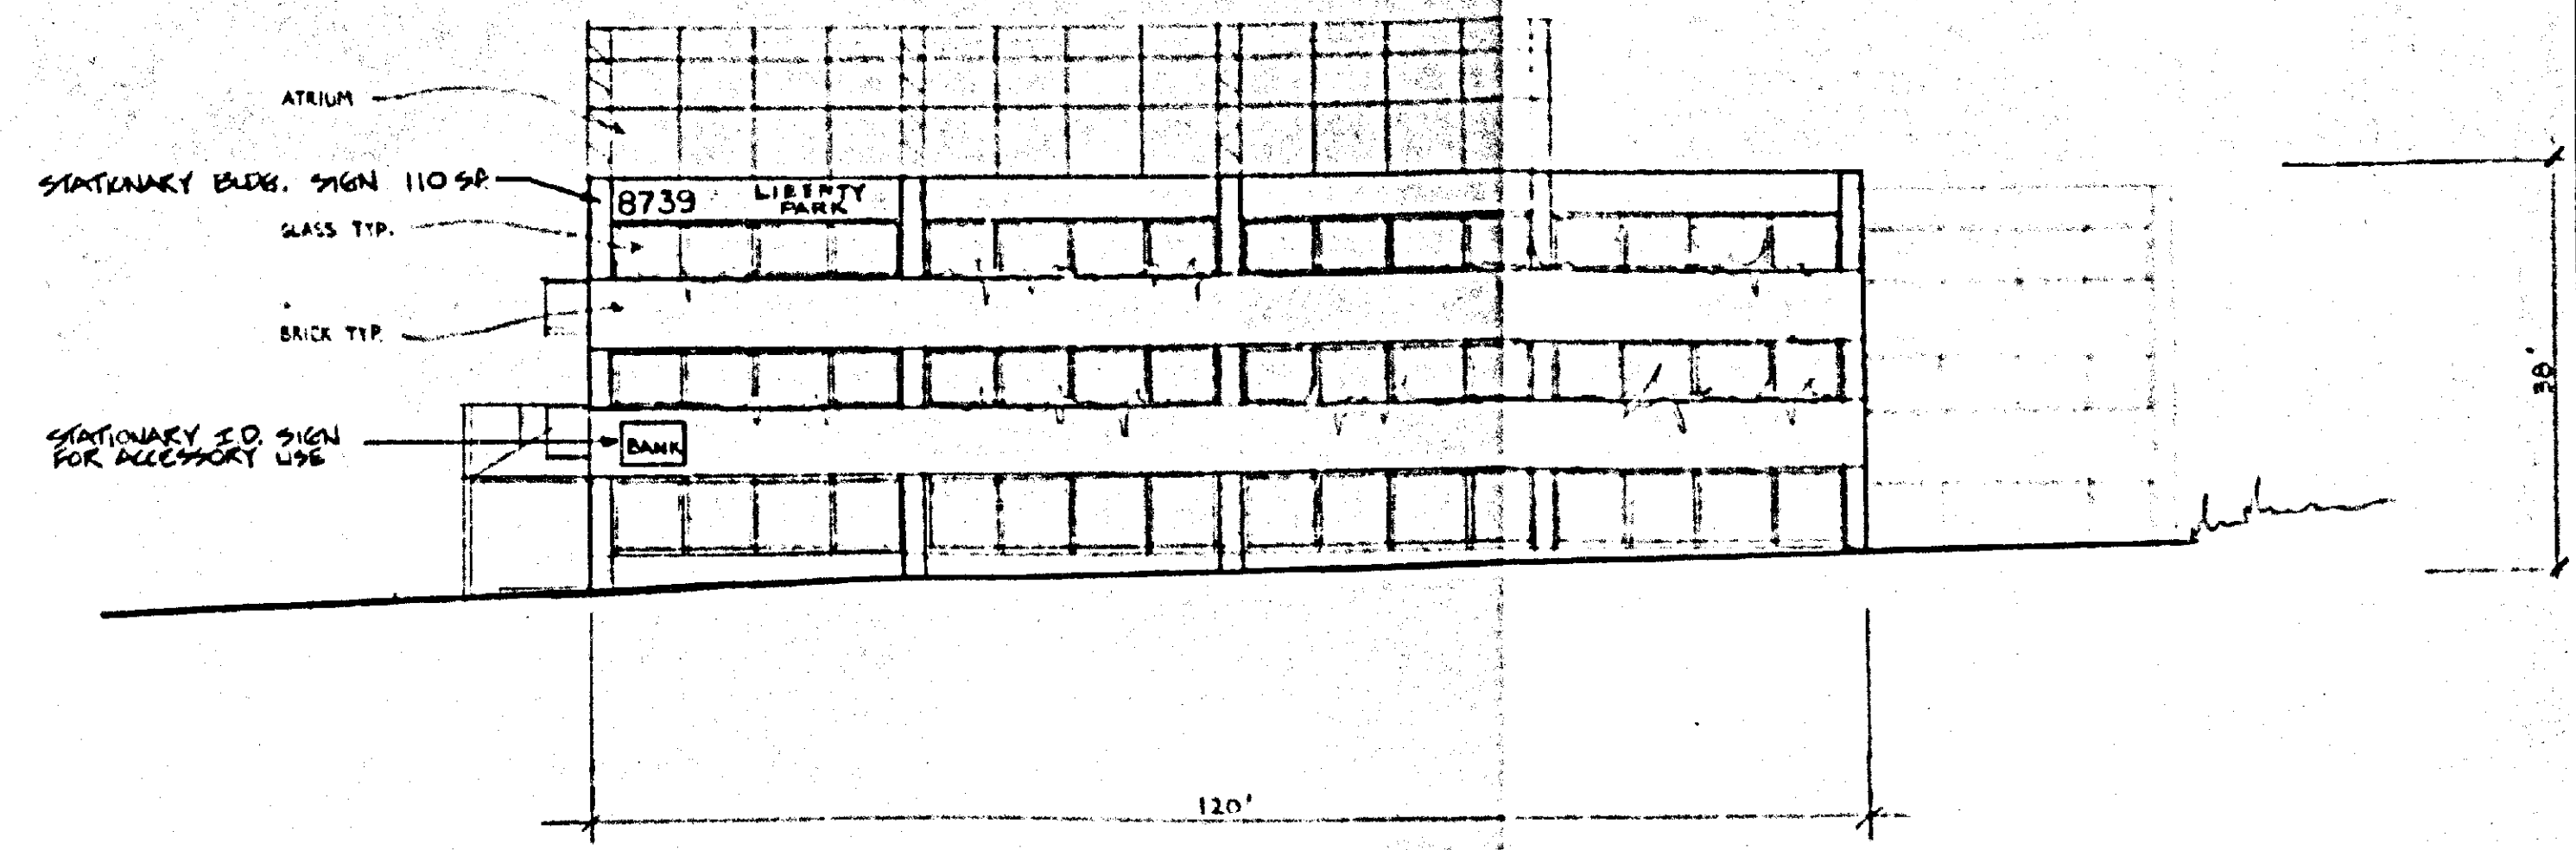 ATRIUM
STATIONARY BLDG. SIGN 110 SF.
8739
LIBERTY
PARK
GLASS TYP.
BRICK TYP.
STATIONARY I.D. SIGN
FOR ACCESSORY USE
BANK
38'
120'